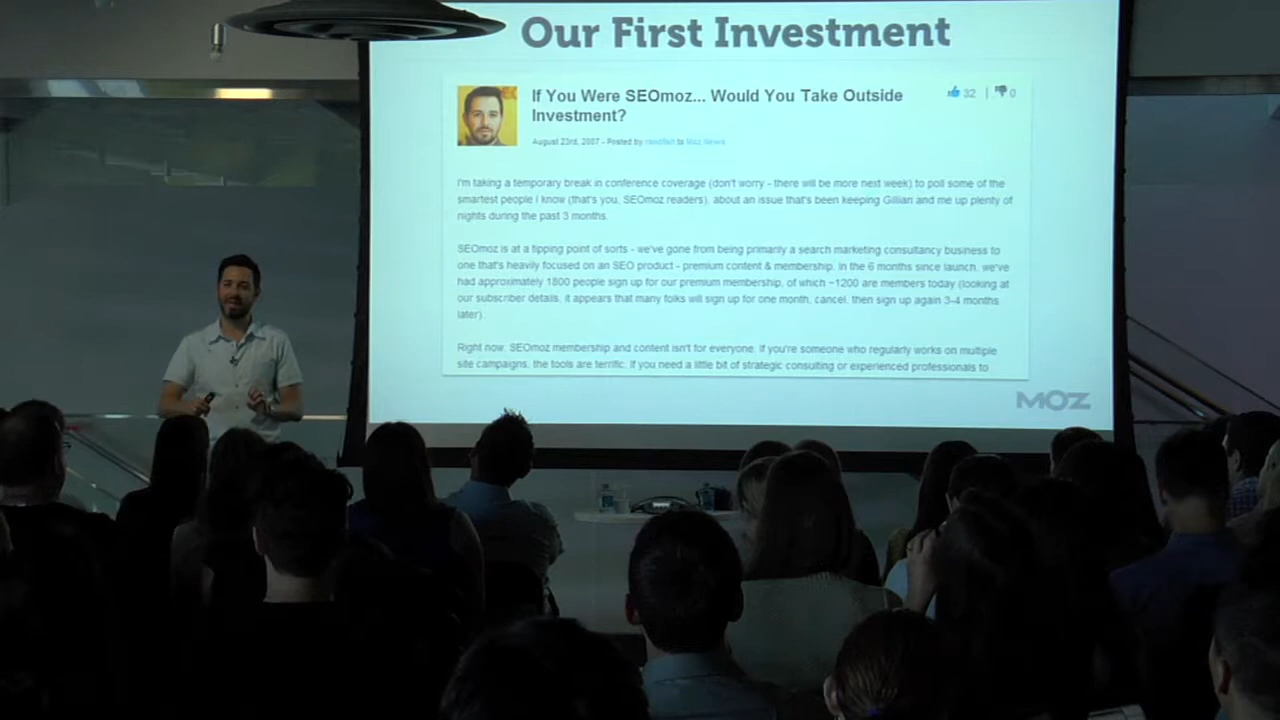 Our First Investment
If You Were SEOmoz... Would You Take Outside
Investment?
32 | 0
August 23rd, 2007 - Posted by randfish to Moz News
I'm taking a temporary break in conference coverage (don't worry - there will be more next week) to poll some of the
smartest people I know (that's you, SEOmoz readers), about an issue that's been keeping Gillian and me up plenty of
nights during the past 3 months.
SEOmoz is at a tipping point of sorts - we've gone from being primarily a search marketing consultancy business to
one that's heavily focused on an SEO product - premium content & membership. In the 6 months since launch, we've
had approximately 1800 people sign up for our premium membership, of which ~1200 are members today (looking at
our subscriber details, it appears that many folks will sign up for one month, cancel, then sign up again 3-4 months
later).
Right now, SEOmoz membership and content isn't for everyone. If you're someone who regularly works on multiple
site campaigns, the tools are terrific. If you need a little bit of strategic consulting or experienced professionals to
MOZ